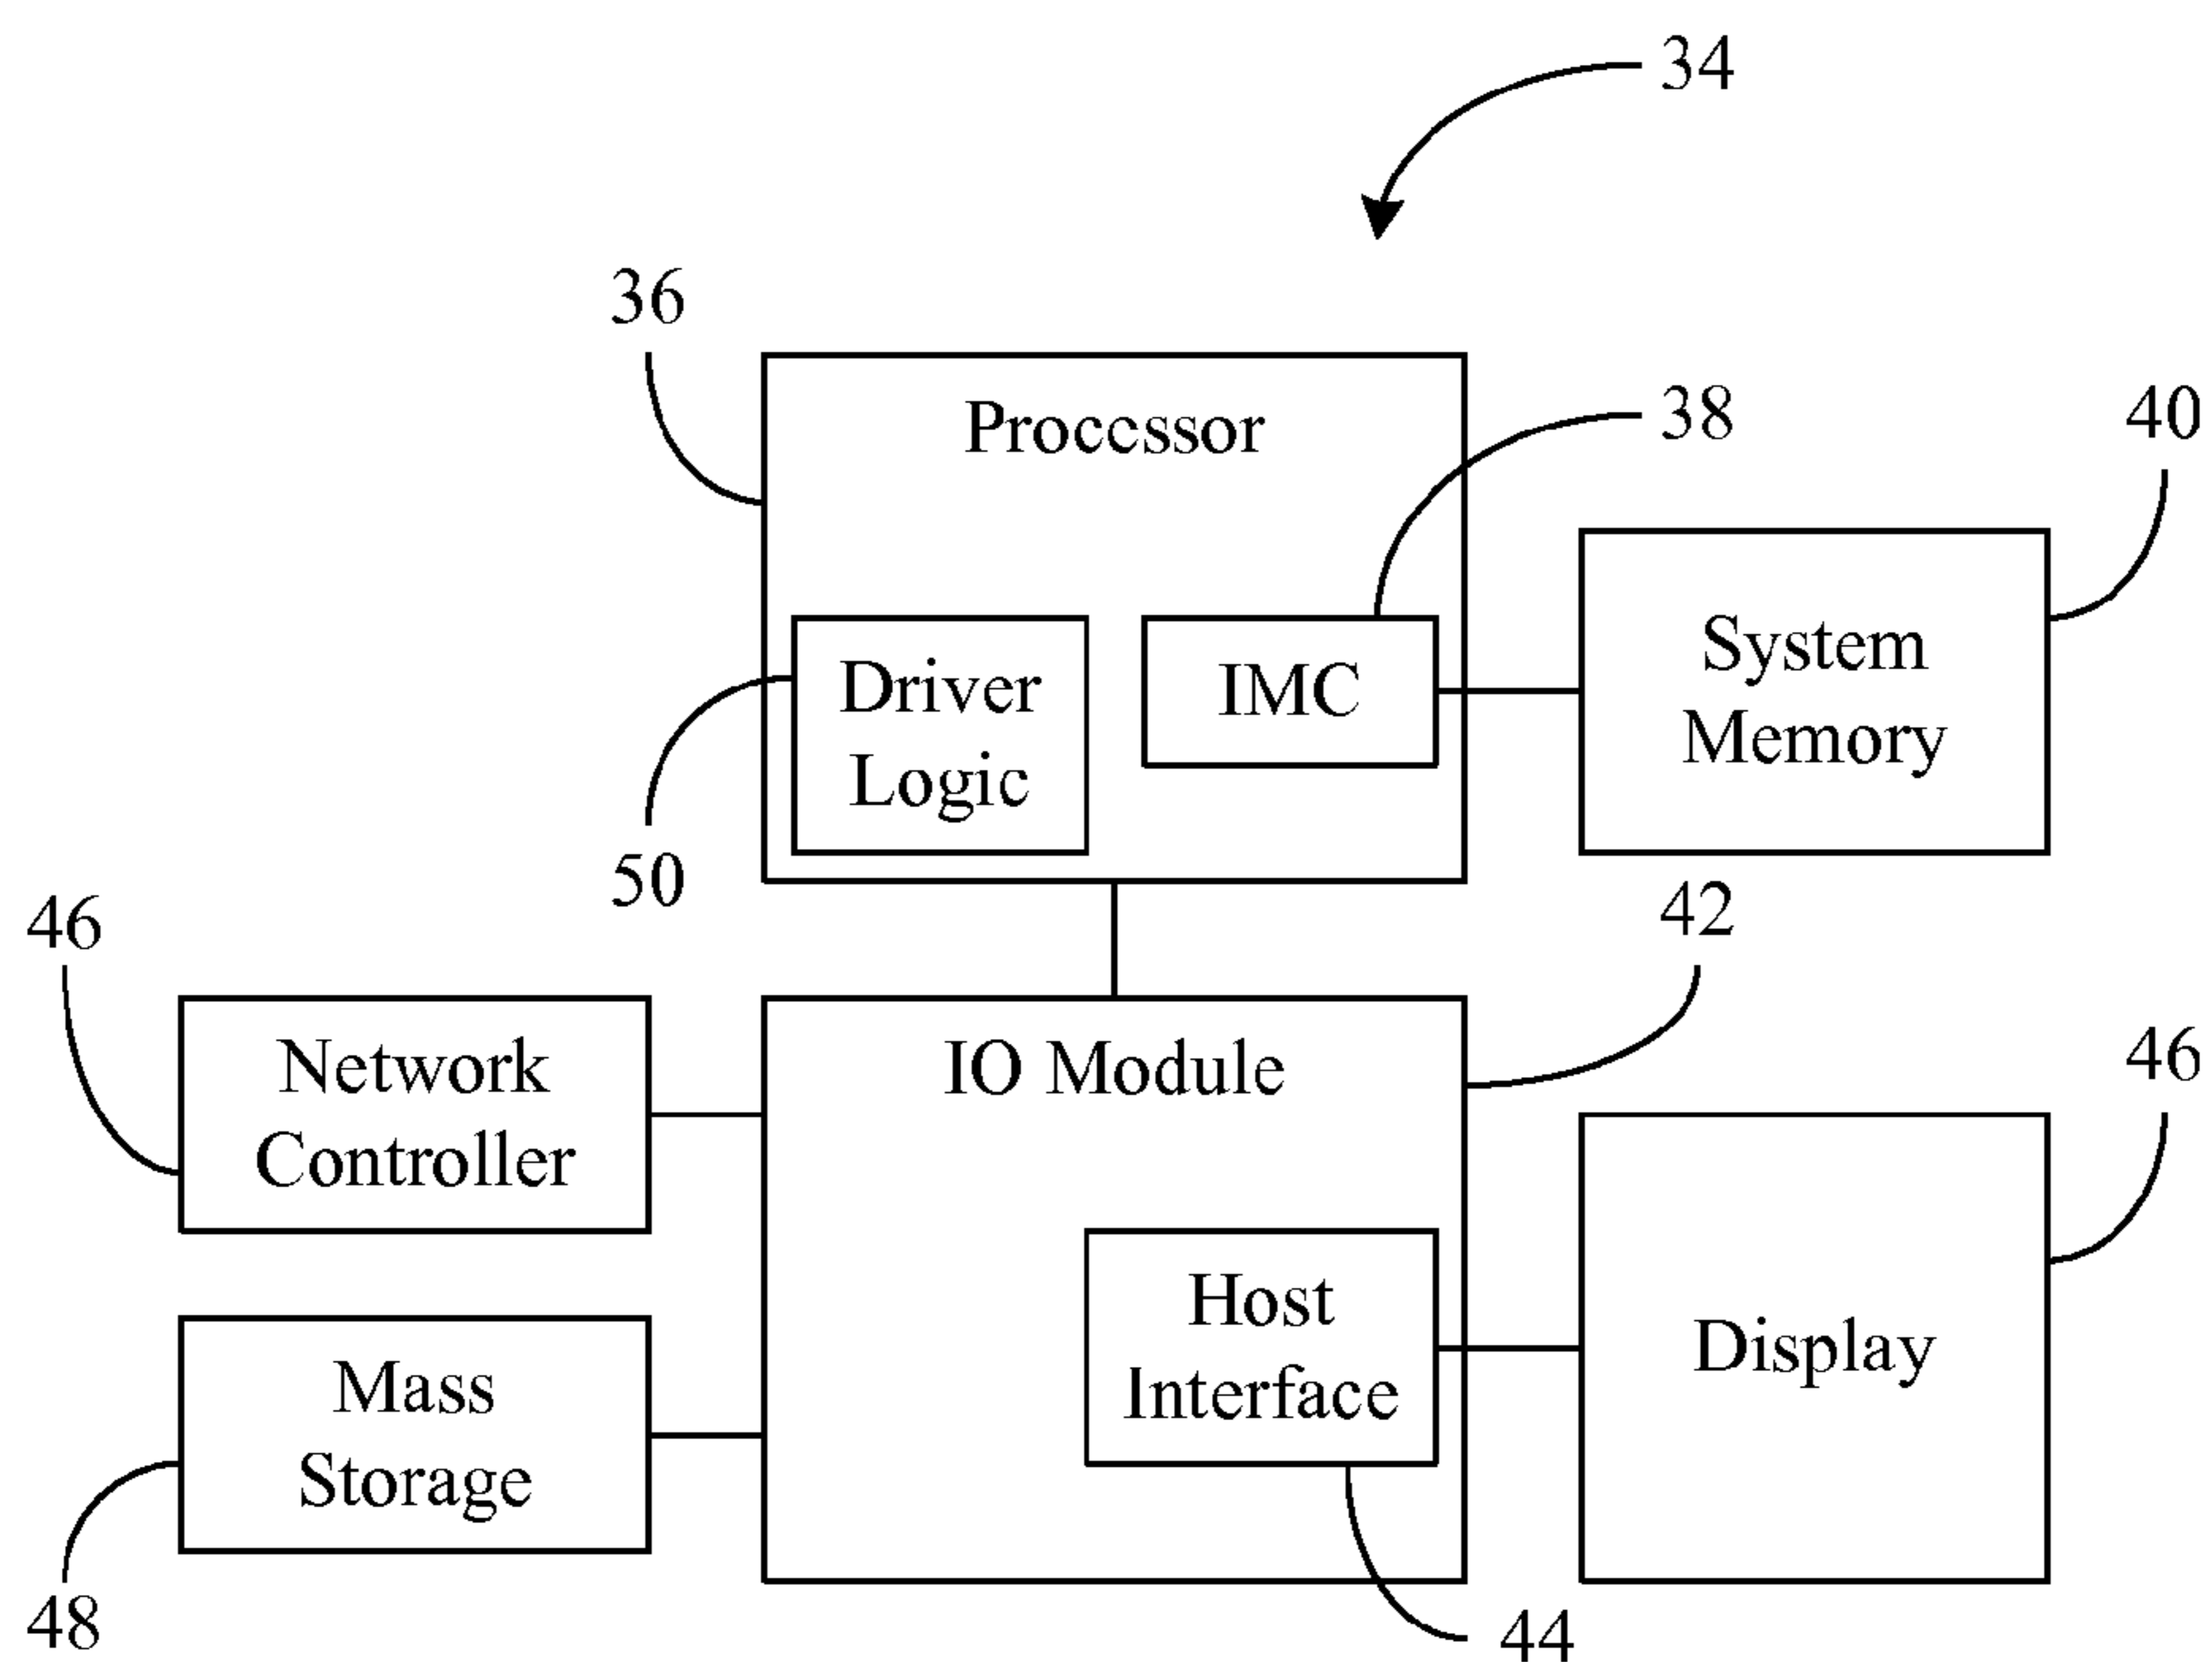 34
36
Processor
38
40
Driver
Logic
IMC
System
Memory
50
42
46
Network
Controller
IO Module
46
Host
Interface
Display
Mass
Storage
48
44